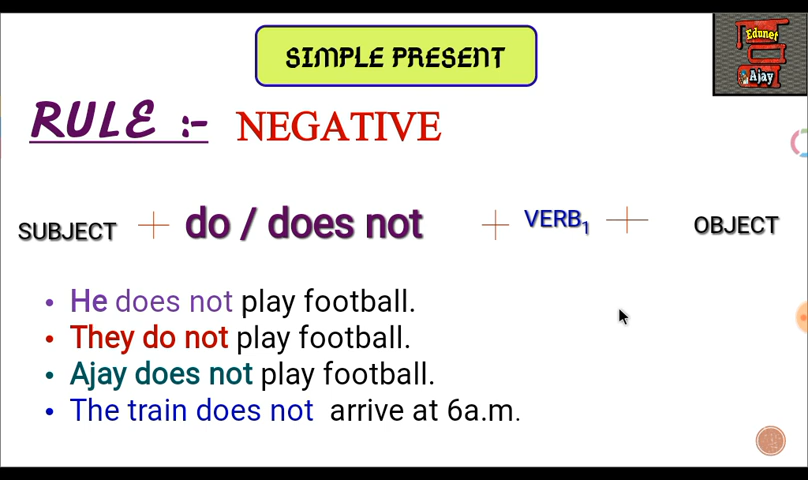 SIMPLE PRESENT
Edunet
Ajay
RULE :- NEGATIVE
SUBJECT + do / does not + VERB₁ + OBJECT
• He does not play football.
• They do not play football.
• Ajay does not play football.
• The train does not arrive at 6a.m.